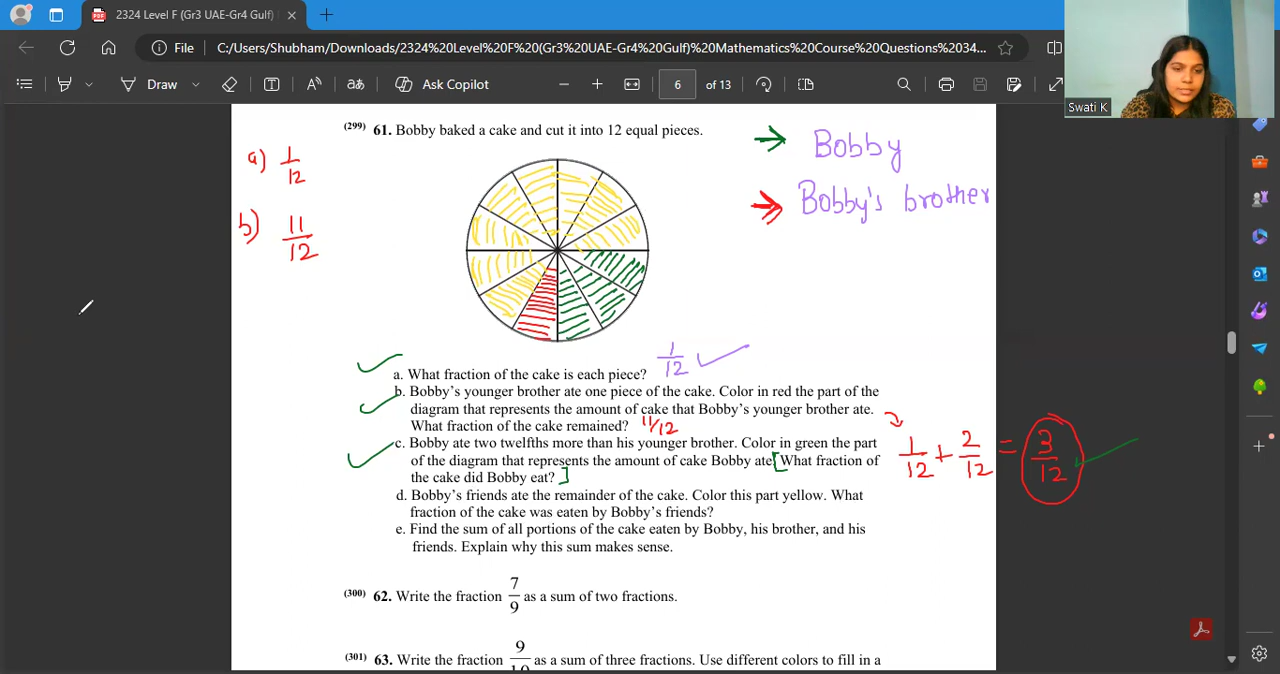 2324 Level F (Gr3 UAE-Gr4 Gulf)
File
C:/Users/Shubham/Downloads/2324%20Level%20F%20(Gr3%20UAE-Gr4%20Gulf)%20Mathematics%20Course%20Questions%2034...
Draw
aあ
Ask Copilot
6
of 13
Swati K
(299) 61. Bobby baked a cake and cut it into 12 equal pieces.
a) 1/12
b) 11/12
Bobby
Bobby's brother
a. What fraction of the cake is each piece? 1/12
b. Bobby's younger brother ate one piece of the cake. Color in red the part of the
diagram that represents the amount of cake that Bobby's younger brother ate.
What fraction of the cake remained? 11/12
c. Bobby ate two twelfths more than his younger brother. Color in green the part
of the diagram that represents the amount of cake Bobby ate. [What fraction of
the cake did Bobby eat?]
1/12 + 2/12 = 3/12
d. Bobby's friends ate the remainder of the cake. Color this part yellow. What
fraction of the cake was eaten by Bobby's friends?
e. Find the sum of all portions of the cake eaten by Bobby, his brother, and his
friends. Explain why this sum makes sense.
(300) 62. Write the fraction 7/9 as a sum of two fractions.
(301) 63. Write the fraction 9/10 as a sum of three fractions. Use different colors to fill in a